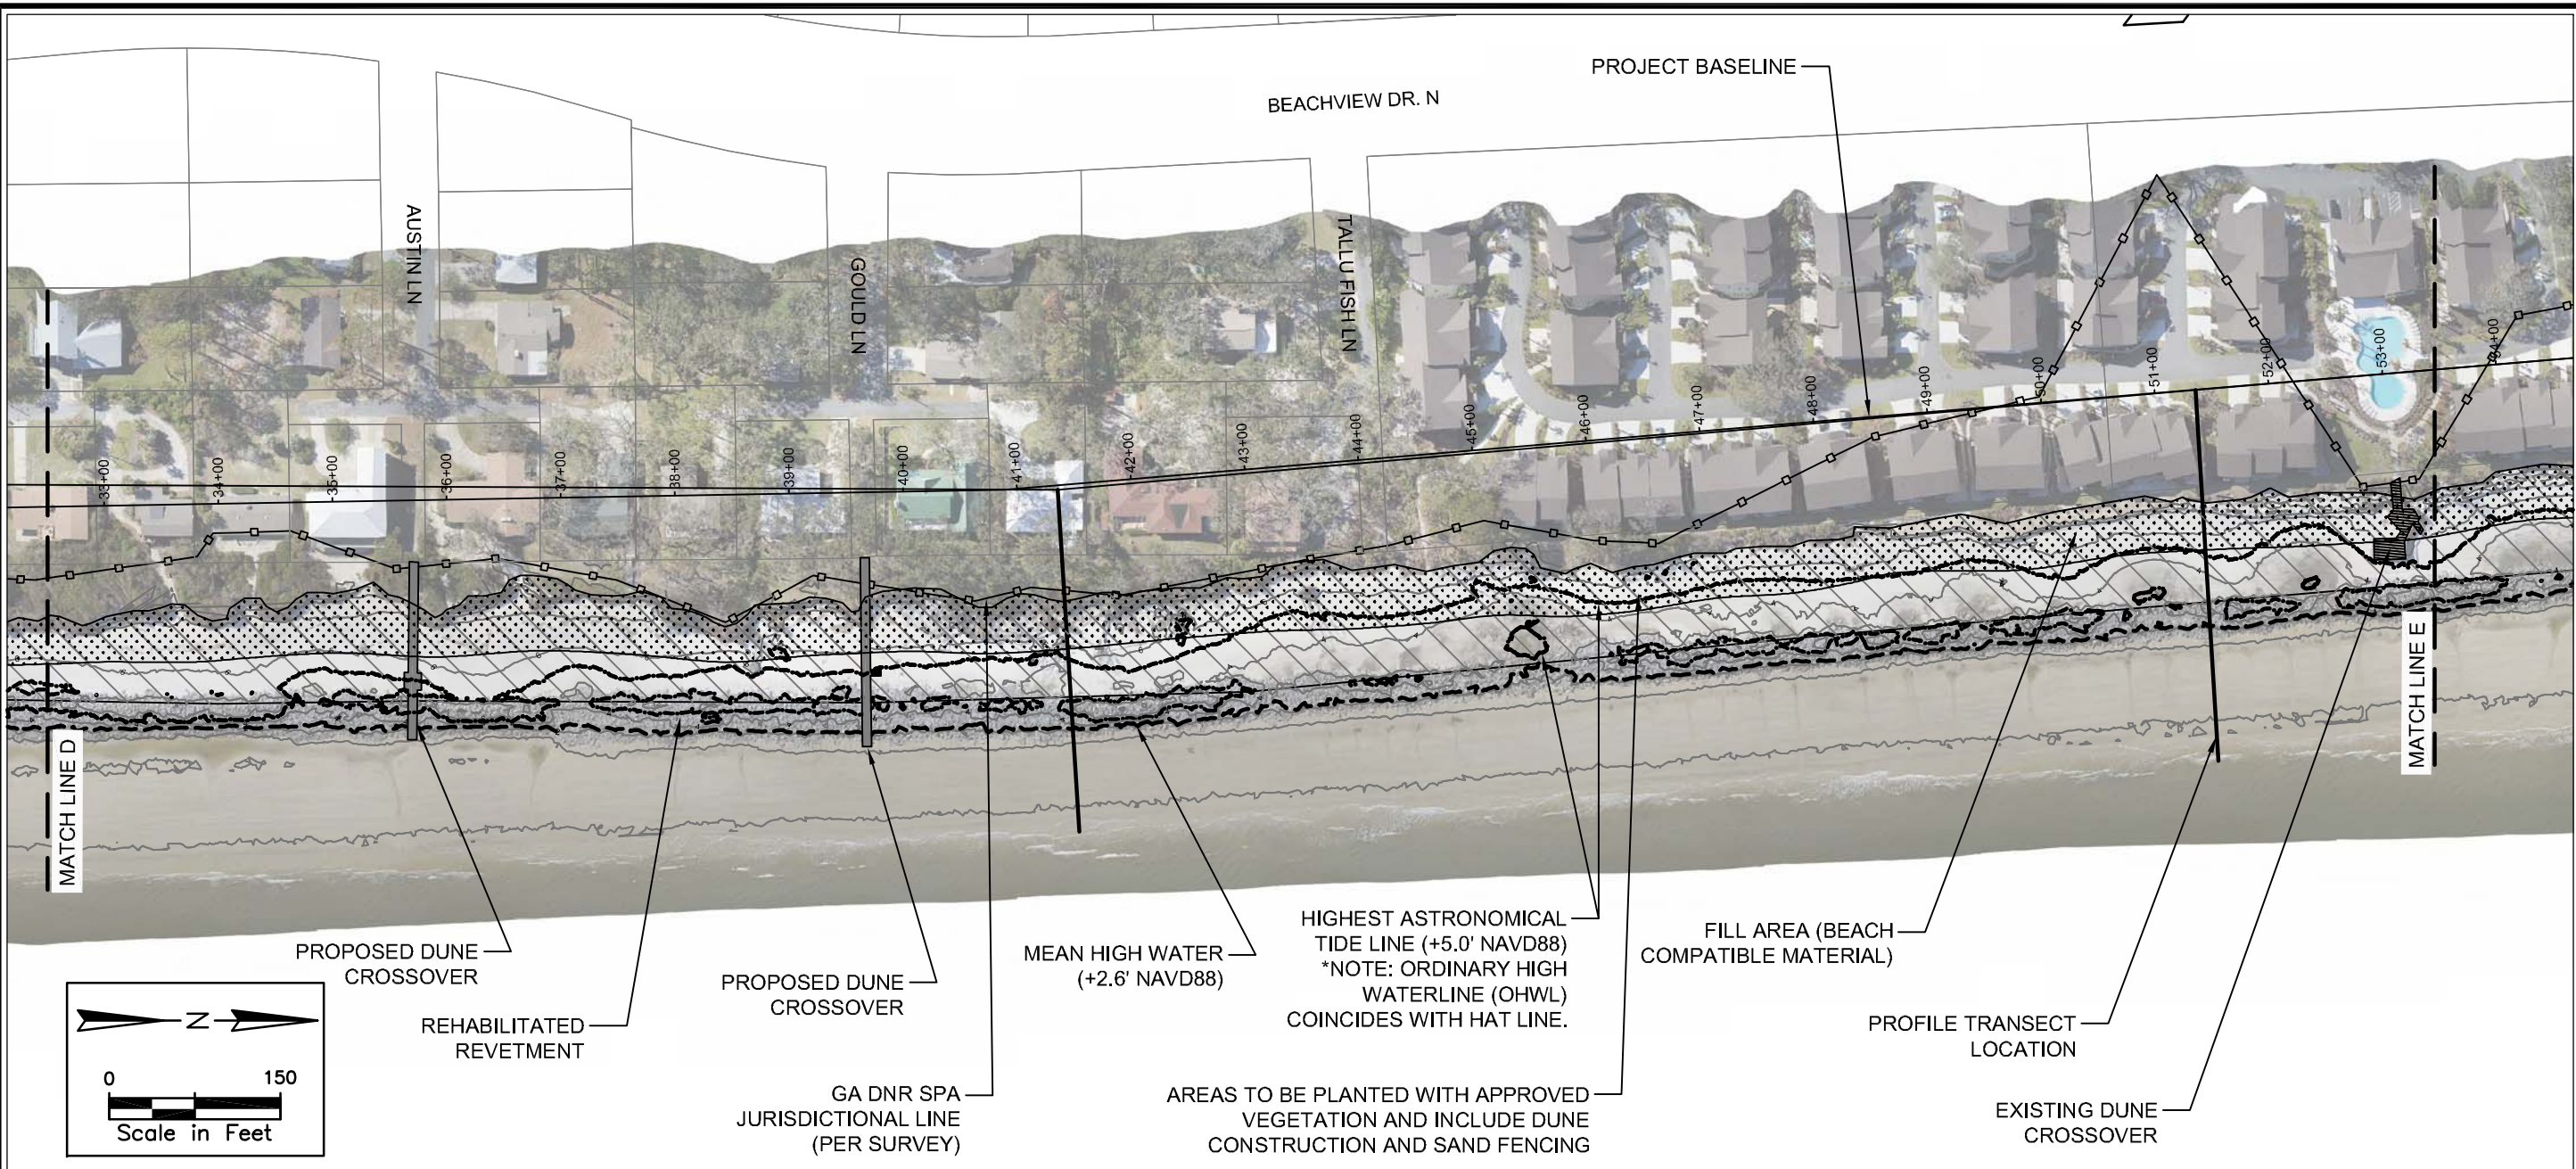 PROJECT BASELINE
BEACHVIEW DR. N
AUSTIN LN
GOULD LN
TALLU FISH LN
-33+00
-34+00
-35+00
-36+00
-37+00
-38+00
-39+00
-40+00
-41+00
-42+00
-43+00
-44+00
-45+00
-46+00
-47+00
-48+00
-49+00
-50+00
-51+00
-52+00
-53+00
-54+00
MATCH LINE D
MATCH LINE E
PROPOSED DUNE
CROSSOVER
REHABILITATED
REVETMENT
PROPOSED DUNE
CROSSOVER
GA DNR SPA
JURISDICTIONAL LINE
(PER SURVEY)
MEAN HIGH WATER
(+2.6' NAVD88)
HIGHEST ASTRONOMICAL
TIDE LINE (+5.0' NAVD88)
*NOTE: ORDINARY HIGH
WATERLINE (OHWL)
COINCIDES WITH HAT LINE.
AREAS TO BE PLANTED WITH APPROVED
VEGETATION AND INCLUDE DUNE
CONSTRUCTION AND SAND FENCING
FILL AREA (BEACH
COMPATIBLE MATERIAL)
PROFILE TRANSECT
LOCATION
EXISTING DUNE
CROSSOVER
N
0 150
Scale in Feet